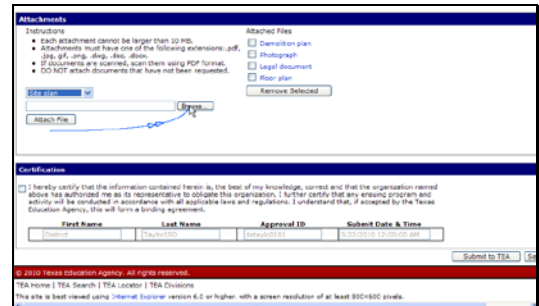 Attachments
Instructions
Each attachment cannot be larger than 10 MB.
Attachments must have one of the following extensions: .pdf,
.jpg, .gif, .png, .dwg, .doc, .docx.
If documents are scanned, scan them using PDF format.
DO NOT attach documents that have not been requested.
Attached Files
Demolition plan
Photograph
Legal document
Floor plan
Remove Selected
Site plan
Browse...
Attach File
Certification
I hereby certify that the information contained herein is, the best of my knowledge, correct and that the organization named
above has authorized me as its representative to obligate this organization. I further certify that any ensuing program and
activity will be conducted in accordance with all applicable laws and regulations. I understand that, if accepted by the Texas
Education Agency, this will form a binding agreement.
First Name Last Name Approval ID Submit Date & Time
District TaylorISD 5/22/2010 12:00:00 AM
Submit to TEA
© 2010 Texas Education Agency. All rights reserved.
TEA Home | TEA Search | TEA Locator | TEA Divisions
This site is best viewed using Internet Explorer version 6.0 or higher, with a screen resolution of at least 800×600 pixels.